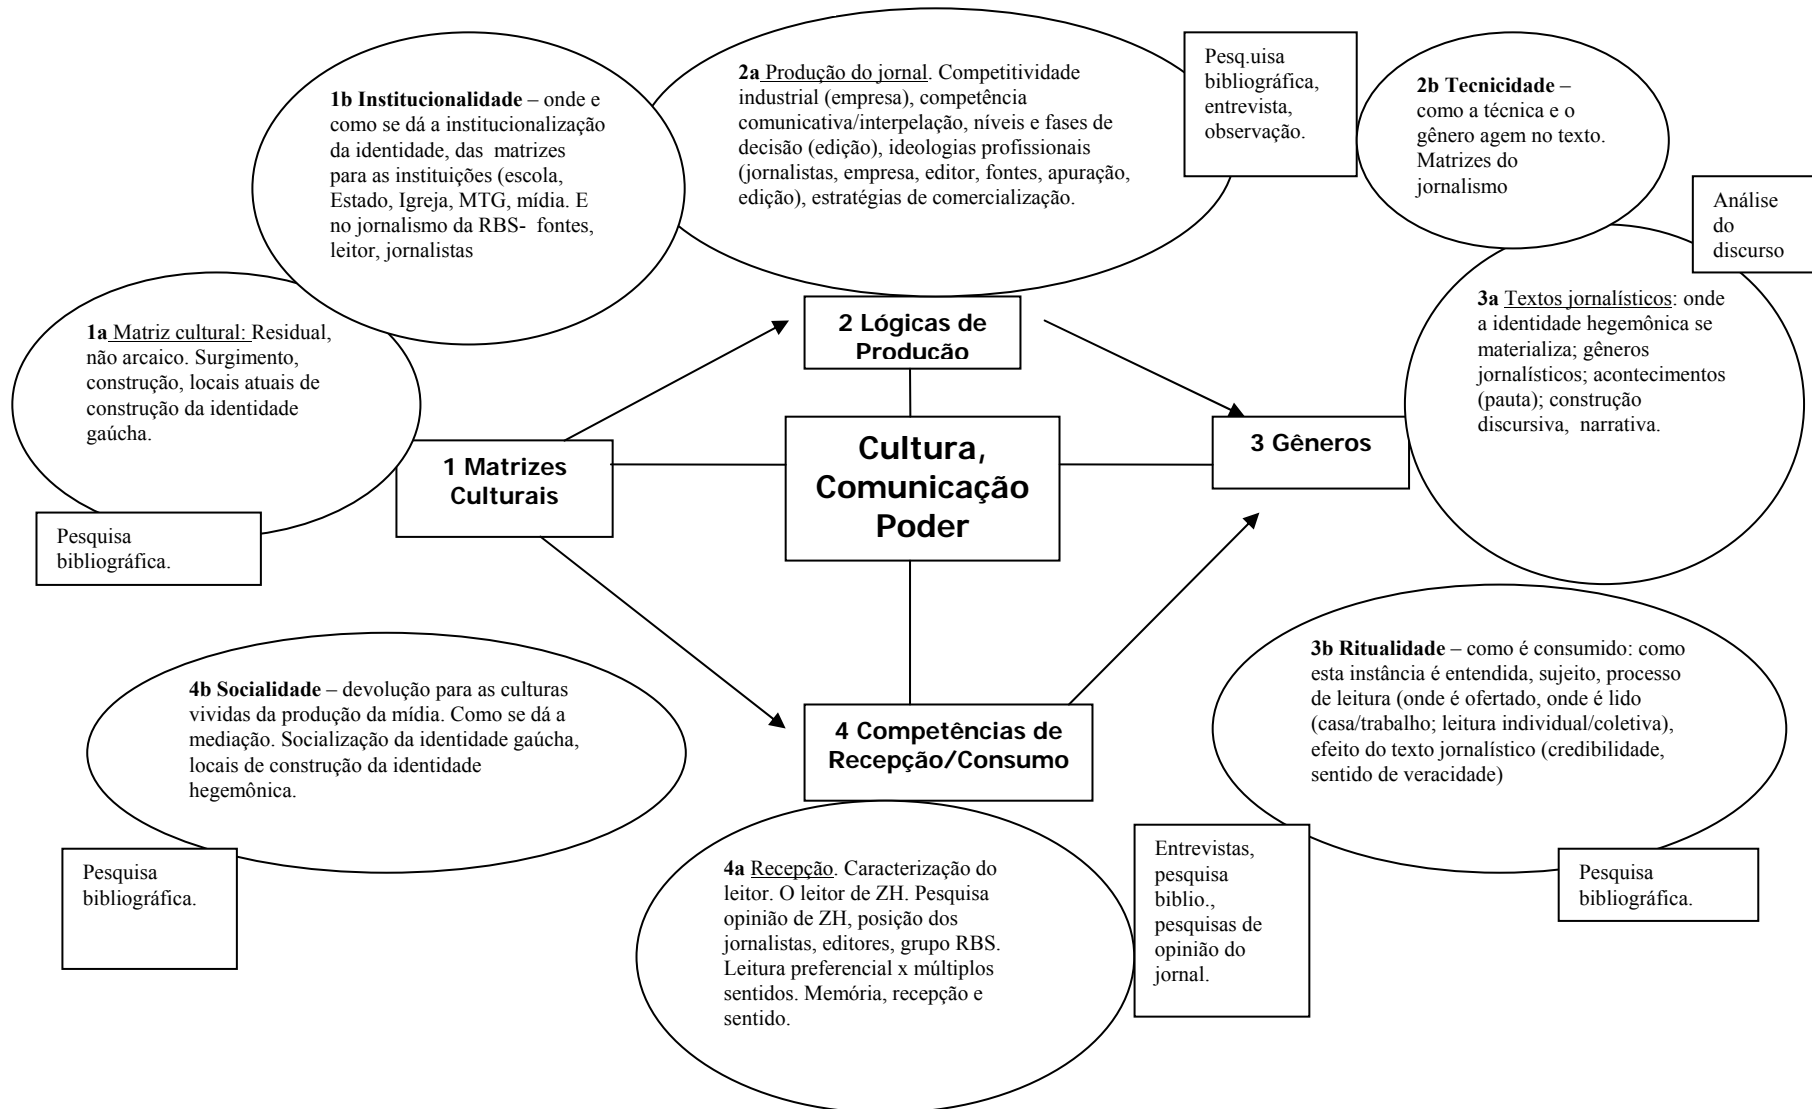 2a Produção do jornal. Competitividade
industrial (empresa), competência
comunicativa/interpelação, níveis e fases de
decisão (edição), ideologias profissionais
(jornalistas, empresa, editor, fontes, apuração,
edição), estratégias de comercialização.
Pesq.uisa
bibliográfica,
entrevista,
observação.
2b Tecnicidade –
como a técnica e o
gênero agem no texto.
Matrizes do
jornalismo
1b Institucionalidade – onde e
como se dá a institucionalização
da identidade, das matrizes
para as instituições (escola,
Estado, Igreja, MTG, mídia. E
no jornalismo da RBS- fontes,
leitor, jornalistas
Análise
do
discurso
1a Matriz cultural: Residual,
não arcaico. Surgimento,
construção, locais atuais de
construção da identidade
gaúcha.
2 Lógicas de
Produção
3a Textos jornalísticos: onde
a identidade hegemônica se
materializa; gêneros
jornalísticos; acontecimentos
(pauta); construção
discursiva, narrativa.
1 Matrizes
Culturais
Cultura,
Comunicação
Poder
3 Gêneros
Pesquisa
bibliográfica.
4b Socialidade – devolução para as culturas
vividas da produção da mídia. Como se dá a
mediação. Socialização da identidade gaúcha,
locais de construção da identidade
hegemônica.
4 Competências de
Recepção/Consumo
3b Ritualidade – como é consumido: como
esta instância é entendida, sujeito, processo
de leitura (onde é ofertado, onde é lido
(casa/trabalho; leitura individual/coletiva),
efeito do texto jornalístico (credibilidade,
sentido de veracidade)
Pesquisa
bibliográfica.
4a Recepção. Caracterização do
leitor. O leitor de ZH. Pesquisa
opinião de ZH, posição dos
jornalistas, editores, grupo RBS.
Leitura preferencial x múltiplos
sentidos. Memória, recepção e
sentido.
Entrevistas,
pesquisa
biblio.,
pesquisas de
opinião do
jornal.
Pesquisa
bibliográfica.